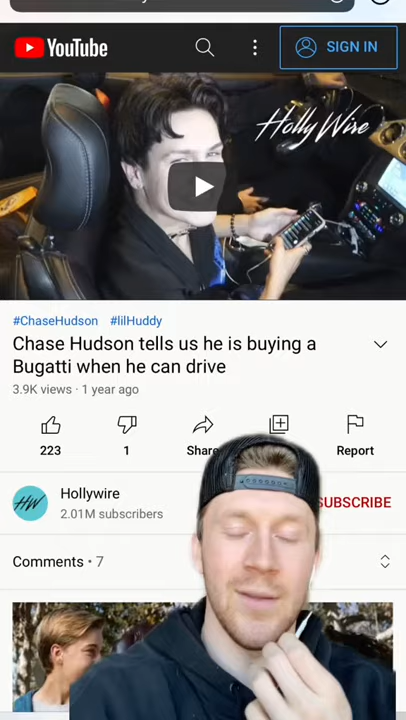 YouTube
SIGN IN
Holly Wire
#ChaseHudson #lilHuddy
Chase Hudson tells us he is buying a
Bugatti when he can drive
3.9K views · 1 year ago
223
1
Share
Report
HW
Hollywire
2.01M subscribers
SUBSCRIBE
Comments • 7